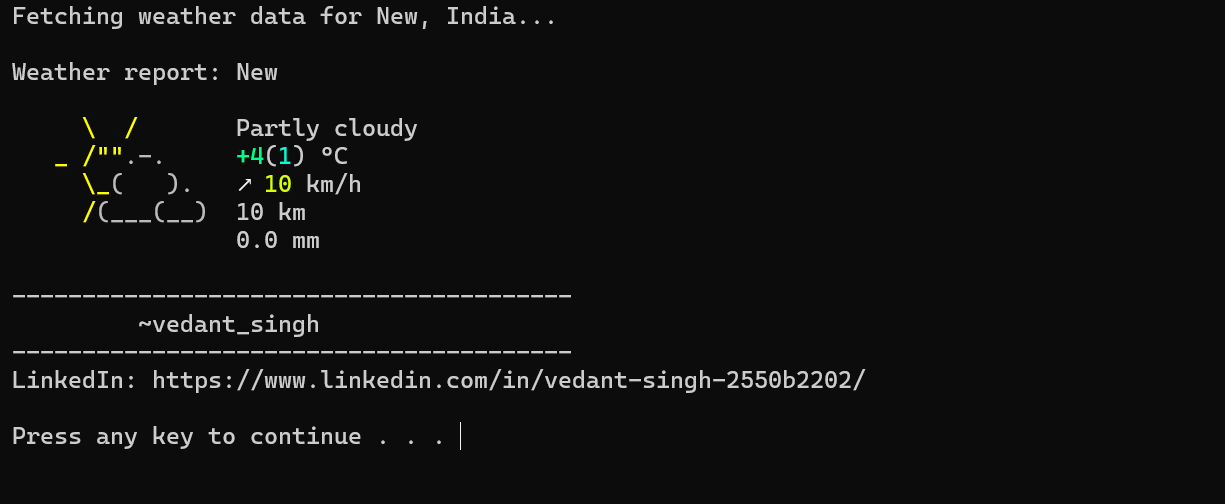 Fetching weather data for New, India...
Weather report: New
\  /       Partly cloudy
_ /"".-.     +4(1) °C
\_(   ).   ↗ 10 km/h
/(___(__)  10 km
0.0 mm
----------------------------------------
~vedant_singh
----------------------------------------
LinkedIn: https://www.linkedin.com/in/vedant-singh-2550b2202/
Press any key to continue . . .